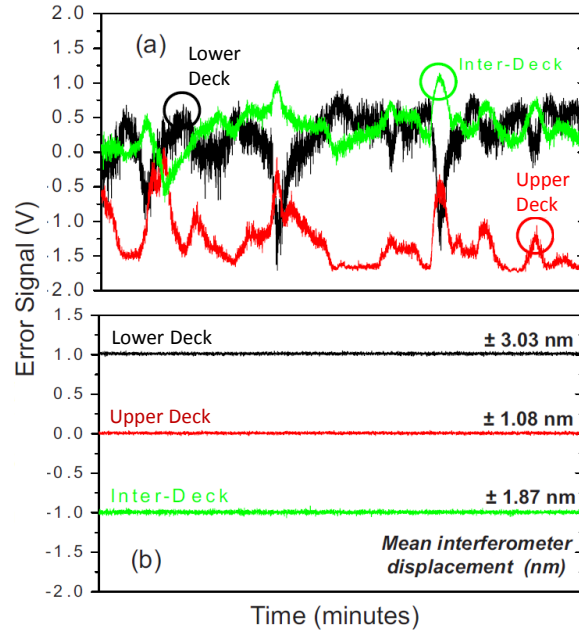 2.0
(a)
Lower
Deck
Inter-Deck
1.5
1.0
0.5
0.0
-0.5
-1.0
-1.5
2.0
Upper
Deck
Error Signal (V)
1.5
Lower Deck
± 3.03 nm
1.0
0.5
Upper Deck
± 1.08 nm
0.0
-0.5
Inter-Deck
± 1.87 nm
-1.0
-1.5
-2.0
(b)
Mean interferometer
displacement (nm)
Time (minutes)